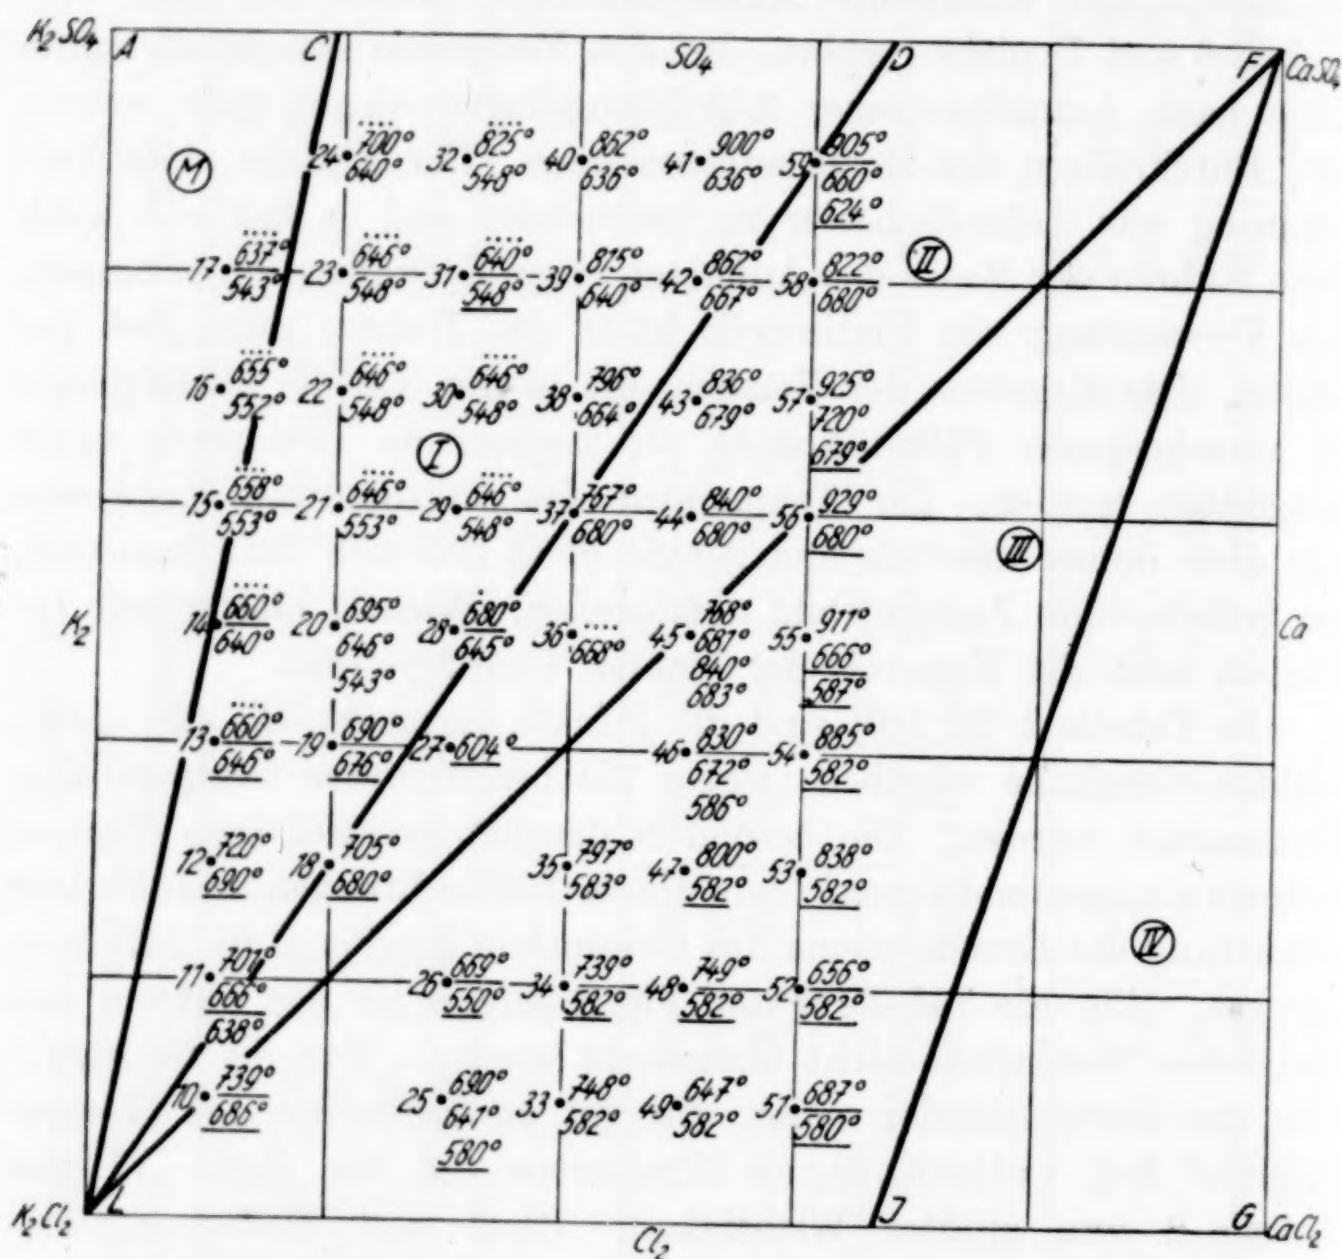 K₂SO₄ A C SO₄ D F CaSO₄
M
24 700° 32 825° 40 862° 41 900° 59 905°
640° 548° 636° 636° 660°
624°
II
17 637° 23 646° 31 640° 39 815° 42 862° 58 822°
543° 548° 548° 640° 667° 680°
16 655° 22 646° 30 646° 38 796° 43 836° 57 925°
552° 548° 548° 664° 679° 720°
679°
I
15 658° 21 646° 29 646° 37 767° 44 840° 56 929°
553° 553° 548° 680° 680° 680°
III
K₂ 14 660° 20 695° 28 680° 36 668° 45 768° 55 911° Ca
640° 646° 645° 681° 666°
543° 840° 587°
683°
13 660° 19 690° 27 604° 46 830° 54 885°
646° 676° 672° 582°
586°
12 720° 18 705° 35 797° 47 800° 53 838°
690° 680° 583° 582° 582°
IV
11 701° 26 669° 34 739° 48 749° 52 656°
666° 550° 582° 582° 582°
638°
10 739° 25 690° 33 748° 49 647° 51 687°
686° 641° 582° 582° 580°
580°
K₂Cl₂ L Cl₂ J G CaCl₂